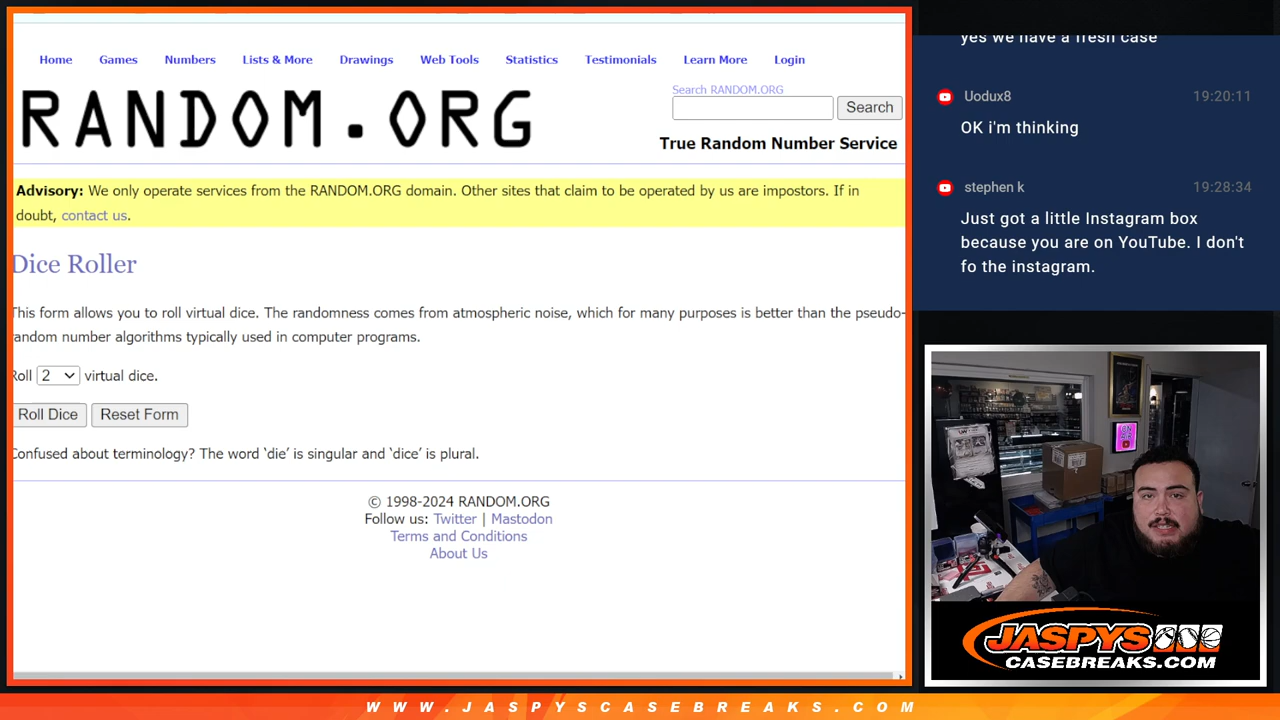 Home Games Numbers Lists & More Drawings Web Tools Statistics Testimonials Learn More Login
RANDOM.ORG
Search RANDOM.ORG
Search
True Random Number Service
Advisory: We only operate services from the RANDOM.ORG domain. Other sites that claim to be operated by us are impostors. If in
doubt, contact us.
Dice Roller
This form allows you to roll virtual dice. The randomness comes from atmospheric noise, which for many purposes is better than the pseudo-
random number algorithms typically used in computer programs.
Roll 2 virtual dice.
Roll Dice Reset Form
Confused about terminology? The word ‘die’ is singular and ‘dice’ is plural.
© 1998-2024 RANDOM.ORG
Follow us: Twitter | Mastodon
Terms and Conditions
About Us
yes we have a fresh case
Uodux8 19:20:11
OK i'm thinking
stephen k 19:28:34
Just got a little Instagram box
because you are on YouTube. I don't
fo the instagram.
JASPYS
CASEBREAKS.COM
WWW.JASPYSCASEBREAKS.COM